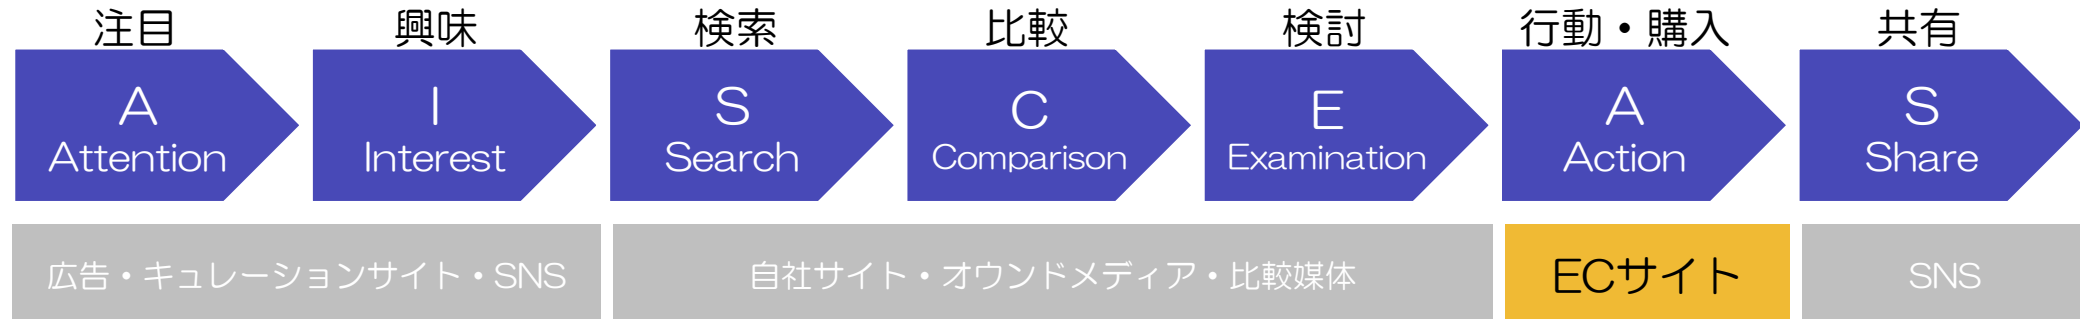 注目
興味
検索
比較
検討
行動・購入
共有
A
Attention
I
Interest
S
Search
C
Comparison
E
Examination
A
Action
S
Share
広告・キュレーションサイト・SNS
自社サイト・オウンドメディア・比較媒体
ECサイト
SNS